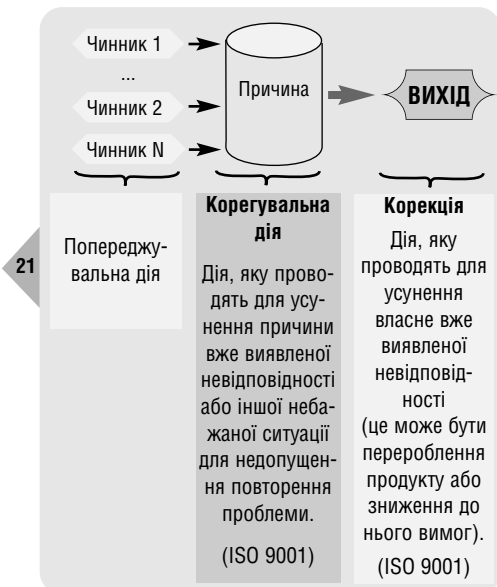 Чинник 1
...
Чинник 2
Чинник N
Причина
ВИХІД
21
Попереджу-
вальна дія
Корегувальна
дія
Дія, яку прово-
дять для усу-
нення причини
вже виявленої
невідповідності
або іншої неба-
жаної ситуації
для недопущен-
ня повторення
проблеми.
(ISO 9001)
Корекція
Дія, яку
проводять для
усунення
власне вже
виявленої
невідповід-
ності
(це може бути
перероблення
продукту або
зниження до
нього вимог).
(ISO 9001)